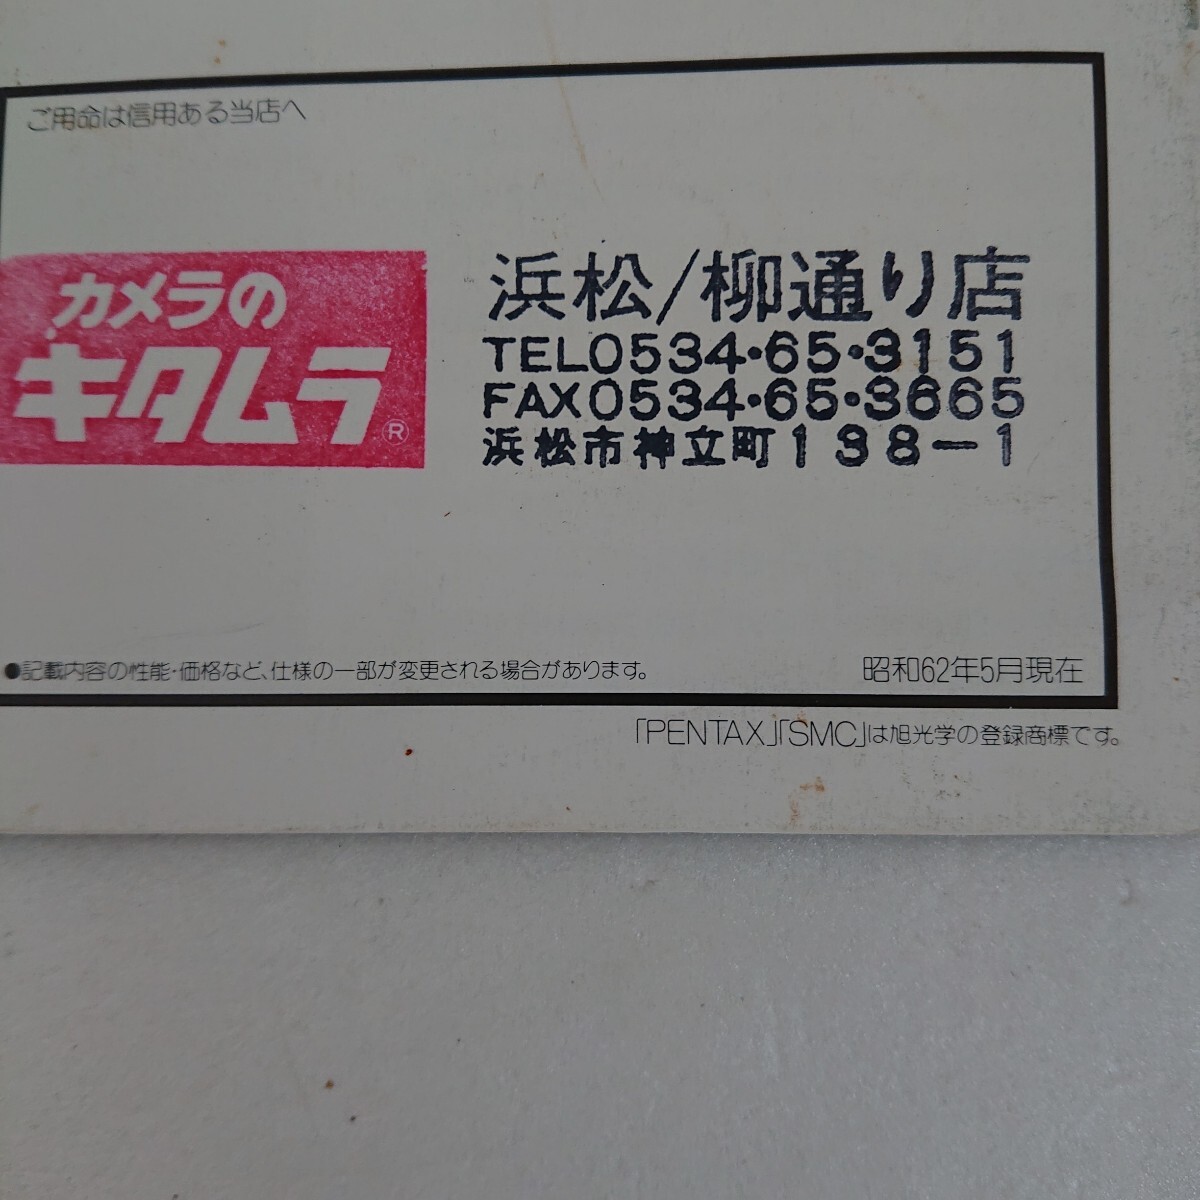 ご用命は信用ある当店へ
カメラの
キタムラ®
浜松/柳通り店
TEL0534・65・3151
FAX0534・65・3665
浜松市神立町138-1
●記載内容の性能・価格など、仕様の一部が変更される場合があります。
昭和62年5月現在
「PENTAX」「SMC」は旭光学の登録商標です。